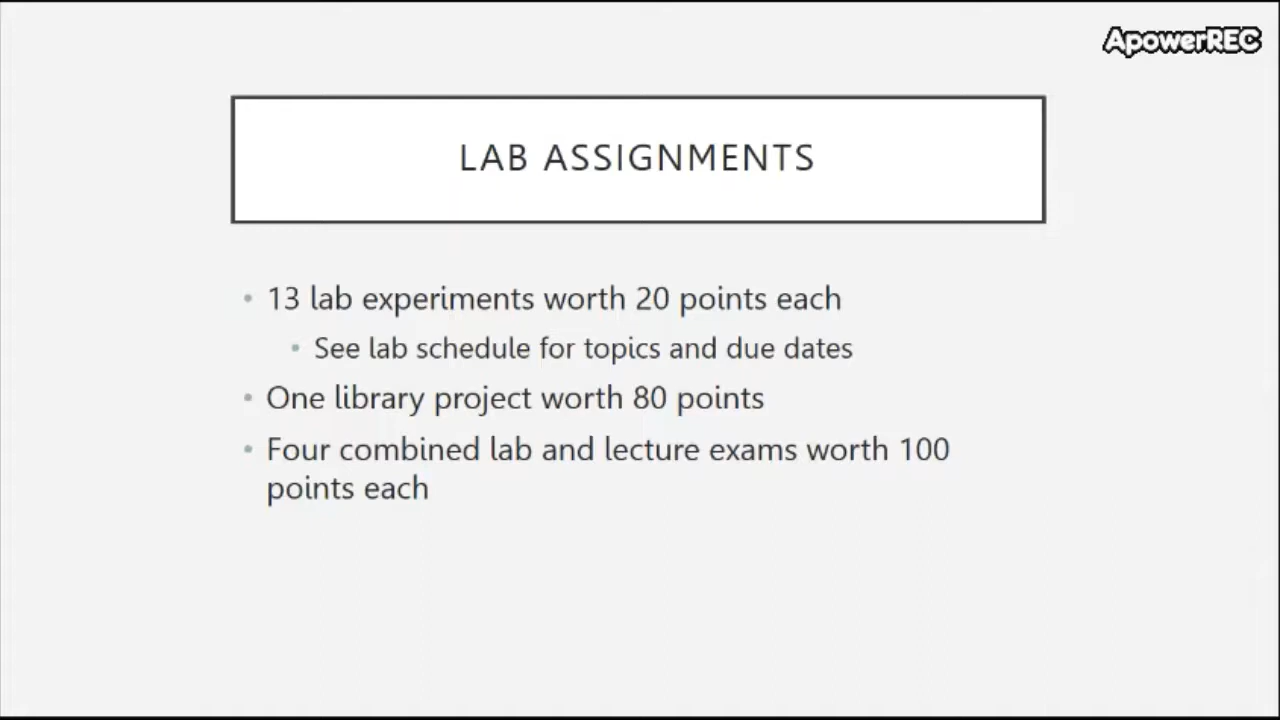 ApowerREC
LAB ASSIGNMENTS
• 13 lab experiments worth 20 points each
• See lab schedule for topics and due dates
• One library project worth 80 points
• Four combined lab and lecture exams worth 100
points each